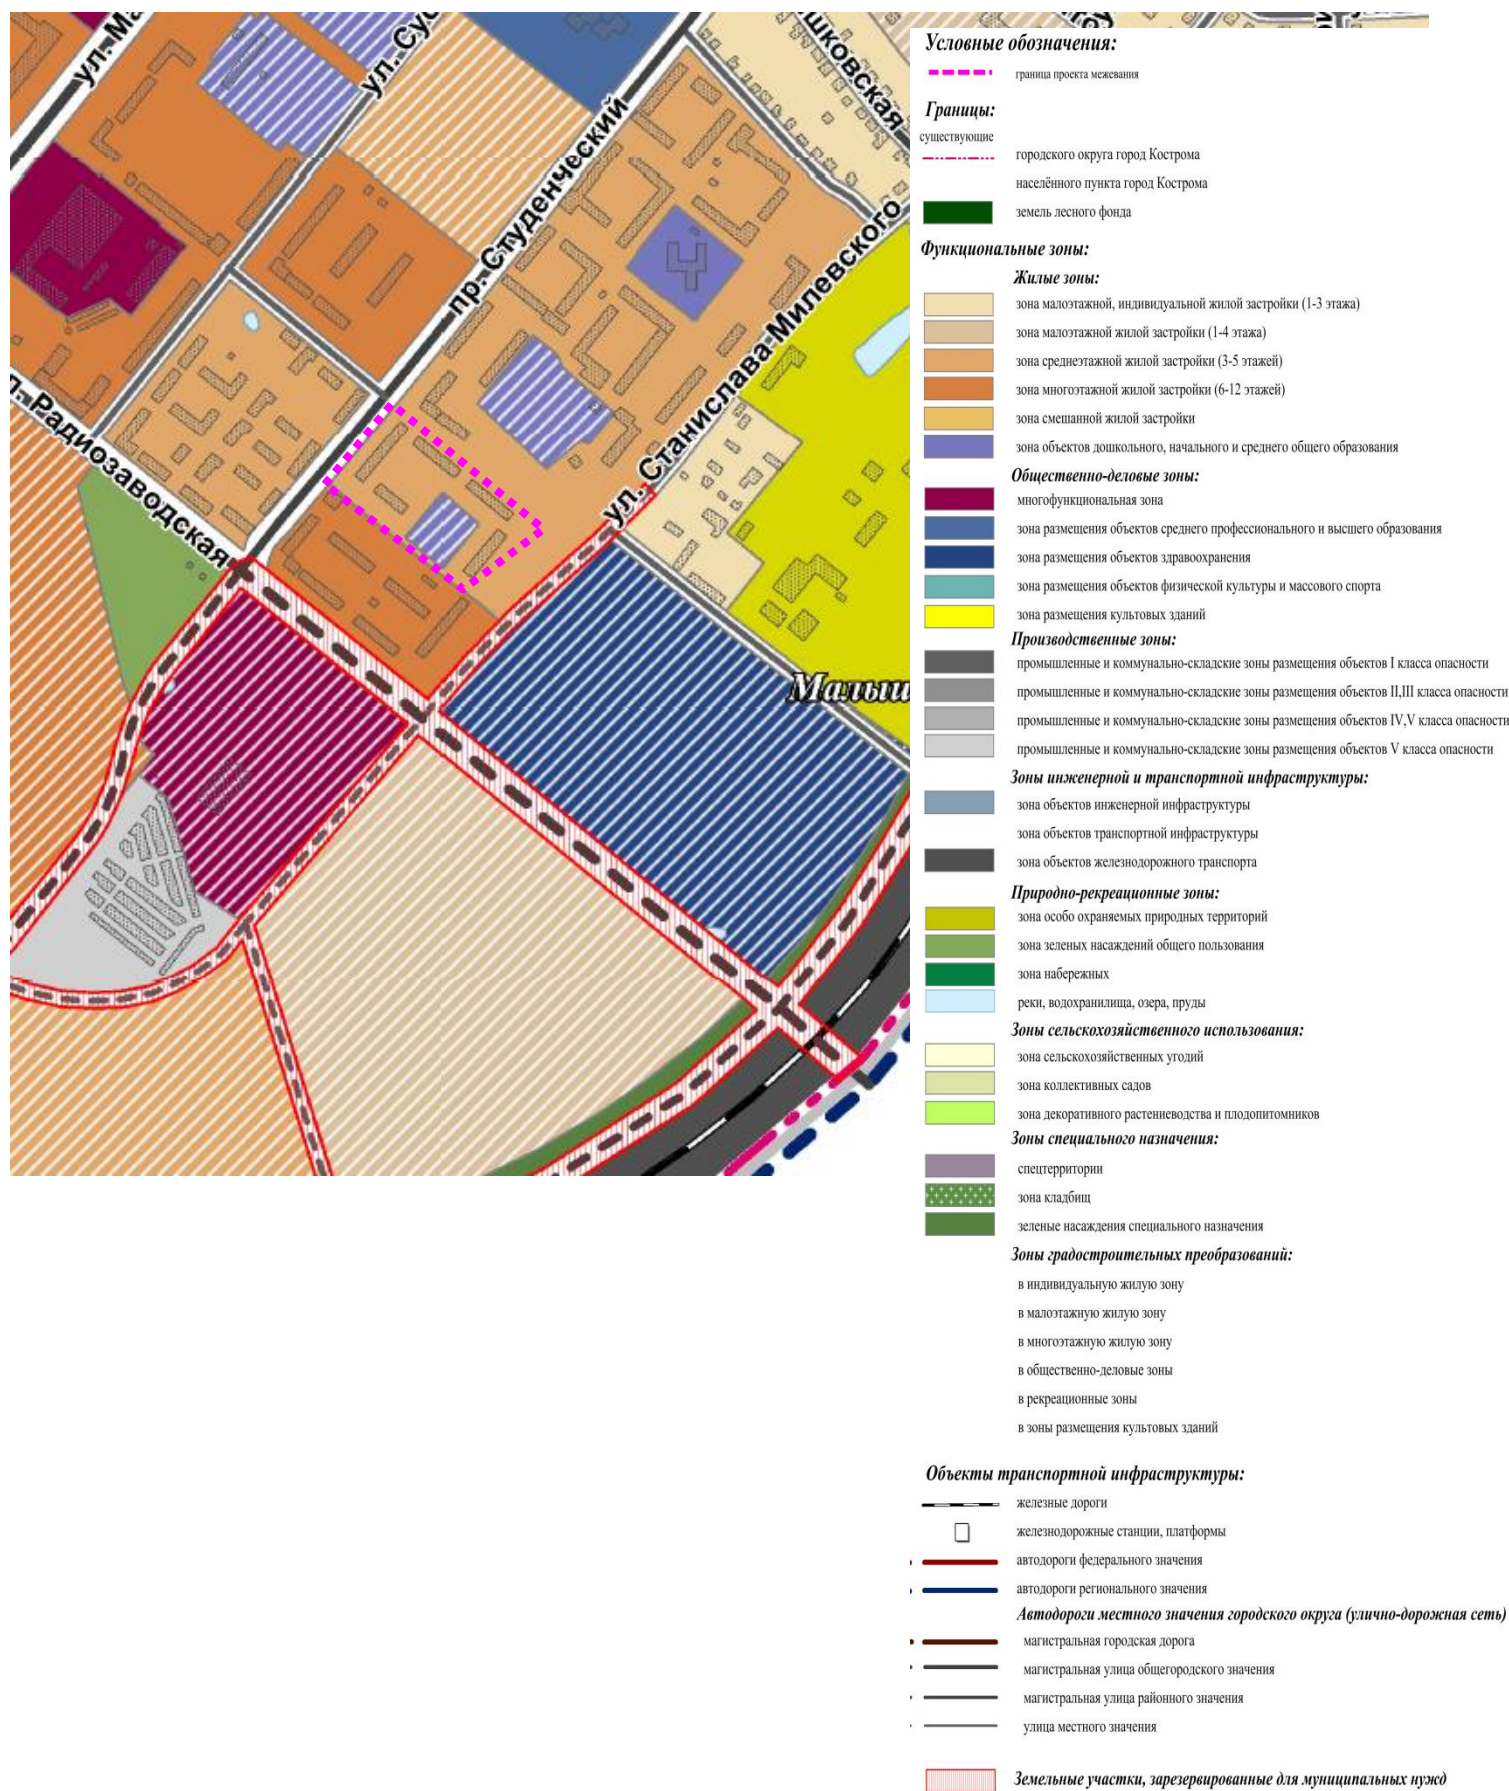 ул. Ма
ул. Сус
шковская
пр. Студенческий
ул. Станислава Милевского
л. Радиозаводская
Малыш
Условные обозначения:
граница проекта межевания
Границы:
существующие
городского округа город Кострома
населённого пункта город Кострома
земель лесного фонда
Функциональные зоны:
Жилые зоны:
зона малоэтажной, индивидуальной жилой застройки (1-3 этажа)
зона малоэтажной жилой застройки (1-4 этажа)
зона среднеэтажной жилой застройки (3-5 этажей)
зона многоэтажной жилой застройки (6-12 этажей)
зона смешанной жилой застройки
зона объектов дошкольного, начального и среднего общего образования
Общественно-деловые зоны:
многофункциональная зона
зона размещения объектов среднего профессионального и высшего образования
зона размещения объектов здравоохранения
зона размещения объектов физической культуры и массового спорта
зона размещения культовых зданий
Производственные зоны:
промышленные и коммунально-складские зоны размещения объектов I класса опасности
промышленные и коммунально-складские зоны размещения объектов II,III класса опасности
промышленные и коммунально-складские зоны размещения объектов IV,V класса опасности
промышленные и коммунально-складские зоны размещения объектов V класса опасности
Зоны инженерной и транспортной инфраструктуры:
зона объектов инженерной инфраструктуры
зона объектов транспортной инфраструктуры
зона объектов железнодорожного транспорта
Природно-рекреационные зоны:
зона особо охраняемых природных территорий
зона зеленых насаждений общего пользования
зона набережных
реки, водохранилища, озера, пруды
Зоны сельскохозяйственного использования:
зона сельскохозяйственных угодий
зона коллективных садов
зона декоративного растениеводства и плодопитомников
Зоны специального назначения:
спецтерритории
зона кладбищ
зеленые насаждения специального назначения
Зоны градостроительных преобразований:
в индивидуальную жилую зону
в малоэтажную жилую зону
в многоэтажную жилую зону
в общественно-деловые зоны
в рекреационные зоны
в зоны размещения культовых зданий
Объекты транспортной инфраструктуры:
железные дороги
железнодорожные станции, платформы
автодороги федерального значения
автодороги регионального значения
Автодороги местного значения городского округа (улично-дорожная сеть)
магистральная городская дорога
магистральная улица общегородского значения
магистральная улица районного значения
улица местного значения
Земельные участки, зарезервированные для муниципальных нужд